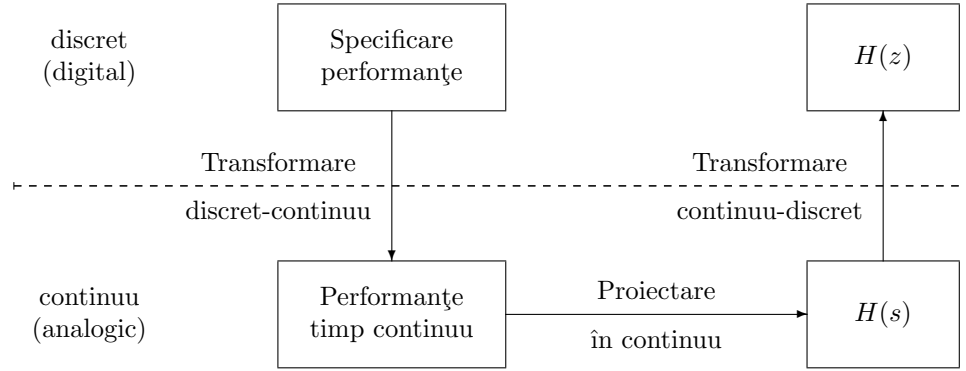 discret
(digital)
Specificare
performanţe
H(z)
Transformare
discret-continuu
Transformare
continuu-discret
continuu
(analogic)
Performanţe
timp continuu
Proiectare
în continuu
H(s)